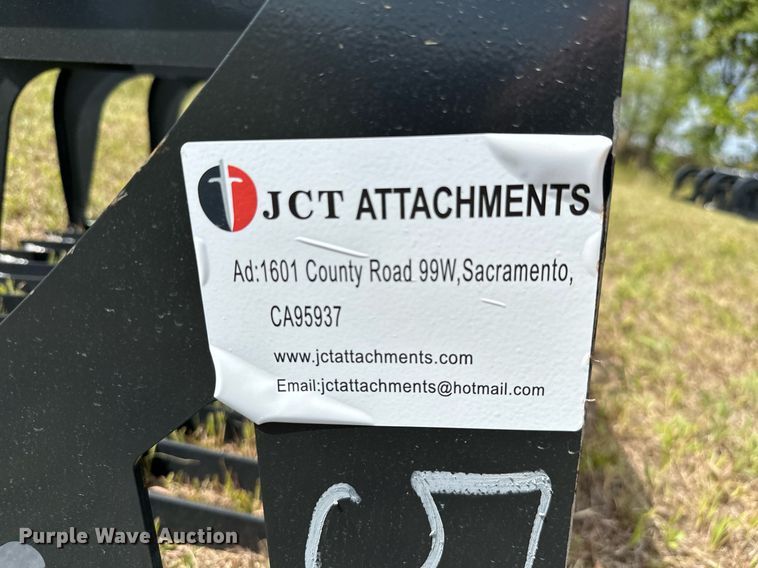 JCT ATTACHMENTS
Ad:1601 County Road 99W,Sacramento,
CA95937
www.jctattachments.com
Email:jctattachments@hotmail.com
Purple Wave Auction